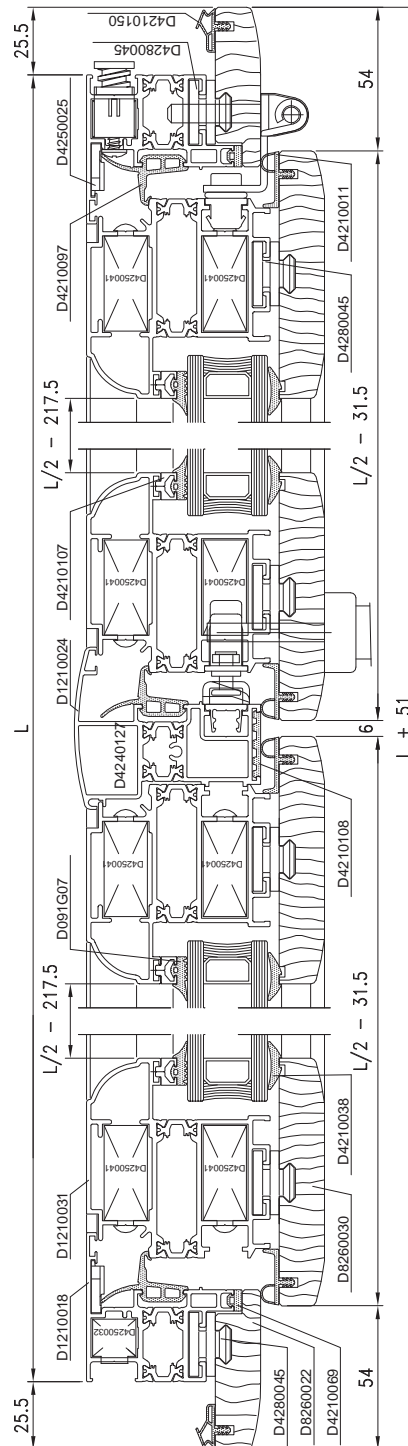 25.5
D4210150
D4280045
54
D4250025
D4210097
D4250041
D4250041
D4210011
D4280045
L/2 - 217.5
L/2 - 31.5
D4210107
D4250041
D4250041
D1210024
L
D4240127
6
L + 51
D4210108
D4250041
D4250041
D091G07
L/2 - 217.5
L/2 - 31.5
D4210038
D1210031
D4250041
D4250041
D8260030
D1210018
D4250032
D4280045
D8260022
D4210069
25.5
54